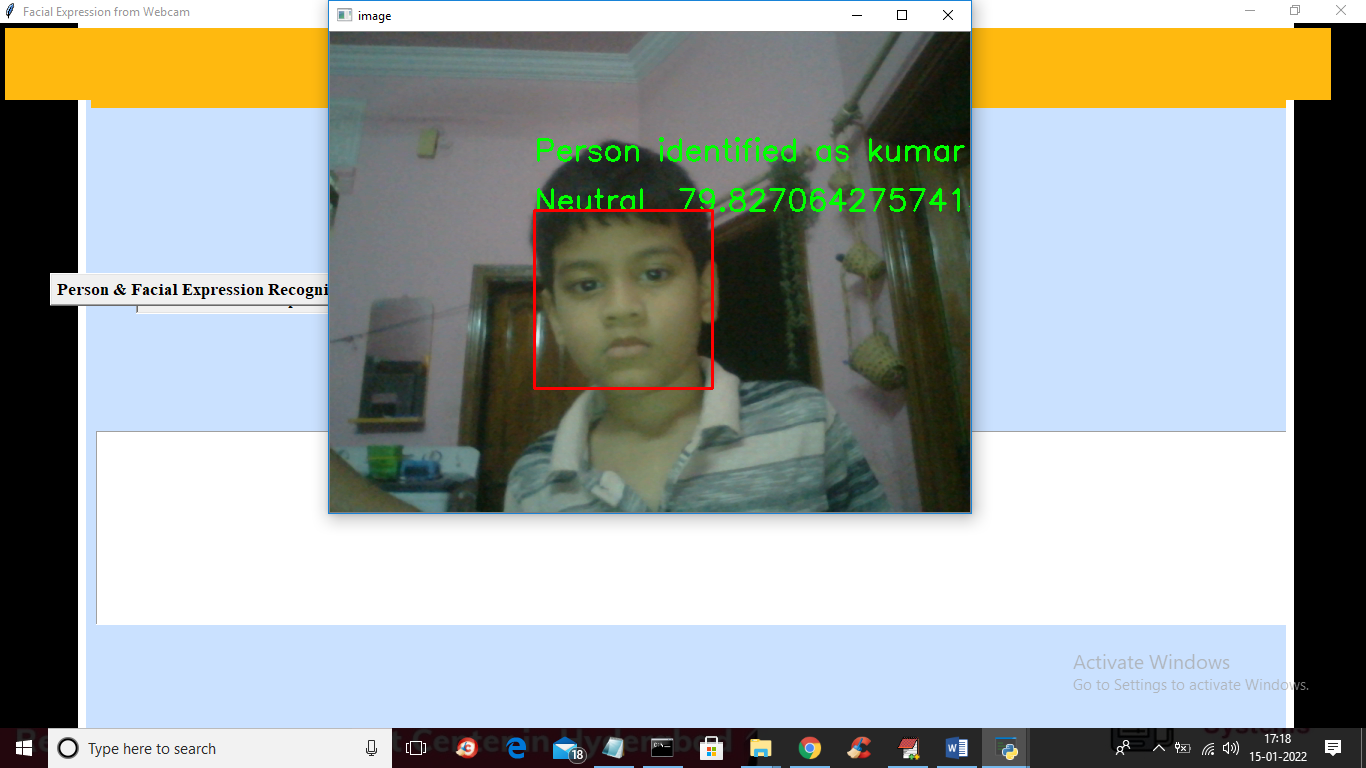 Facial Expression from Webcam
image
Person identified as kumar
Neutral 79.827064275741
Person & Facial Expression Recogni
Activate Windows
Go to Settings to activate Windows.
Type here to search
18
17:18
15-01-2022